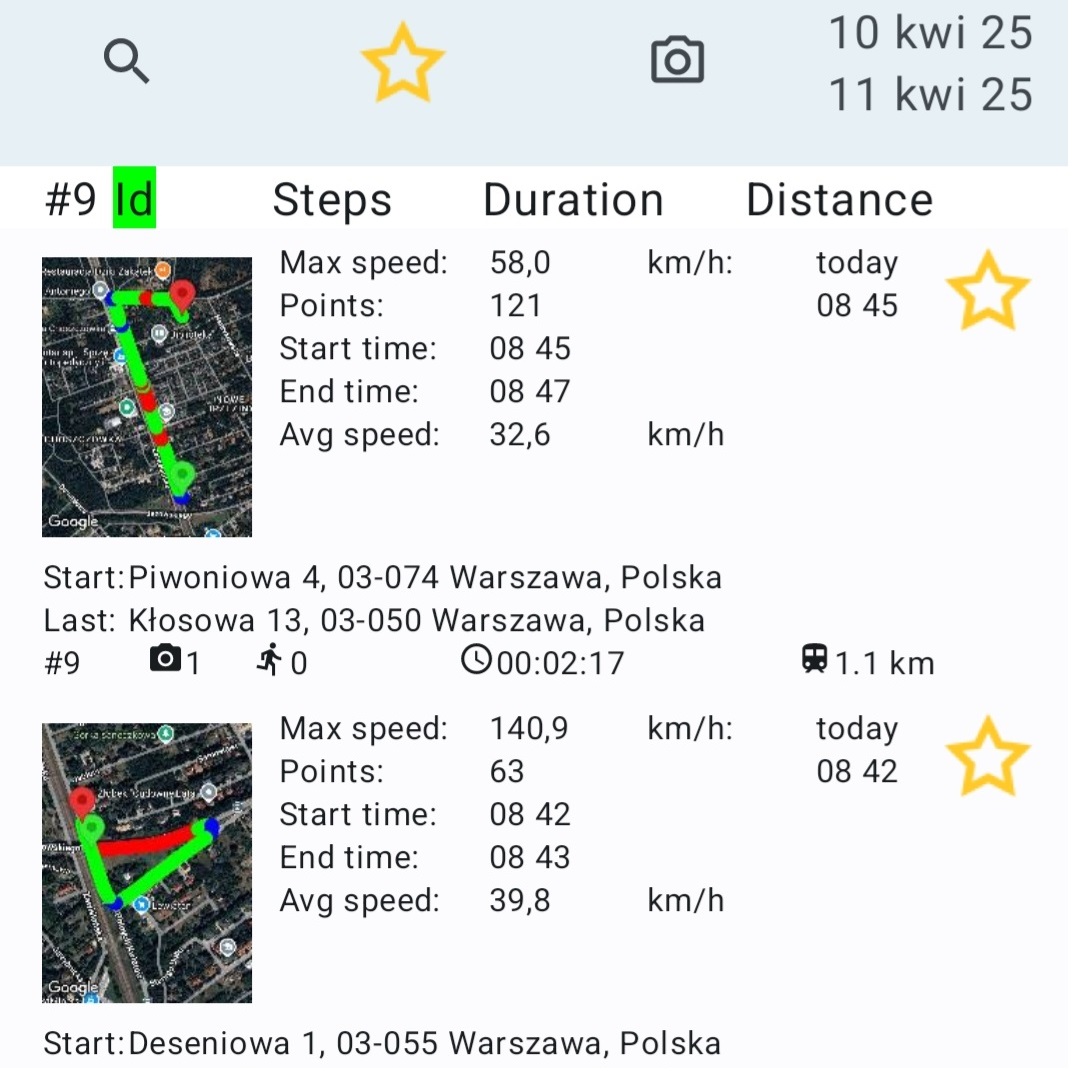 10 kwi 25
11 kwi 25
#9 Id Steps Duration Distance
Max speed: 58,0 km/h: today
Points: 121 08 45
Start time: 08 45
End time: 08 47
Avg speed: 32,6 km/h
Antoniego
Google
Start: Piwoniowa 4, 03-074 Warszawa, Polska
Last: Kłosowa 13, 03-050 Warszawa, Polska
#9 1 0 00:02:17 1.1 km
Max speed: 140,9 km/h: today
Points: 63 08 42
Start time: 08 42
End time: 08 43
Avg speed: 39,8 km/h
Google
Start: Deseniowa 1, 03-055 Warszawa, Polska